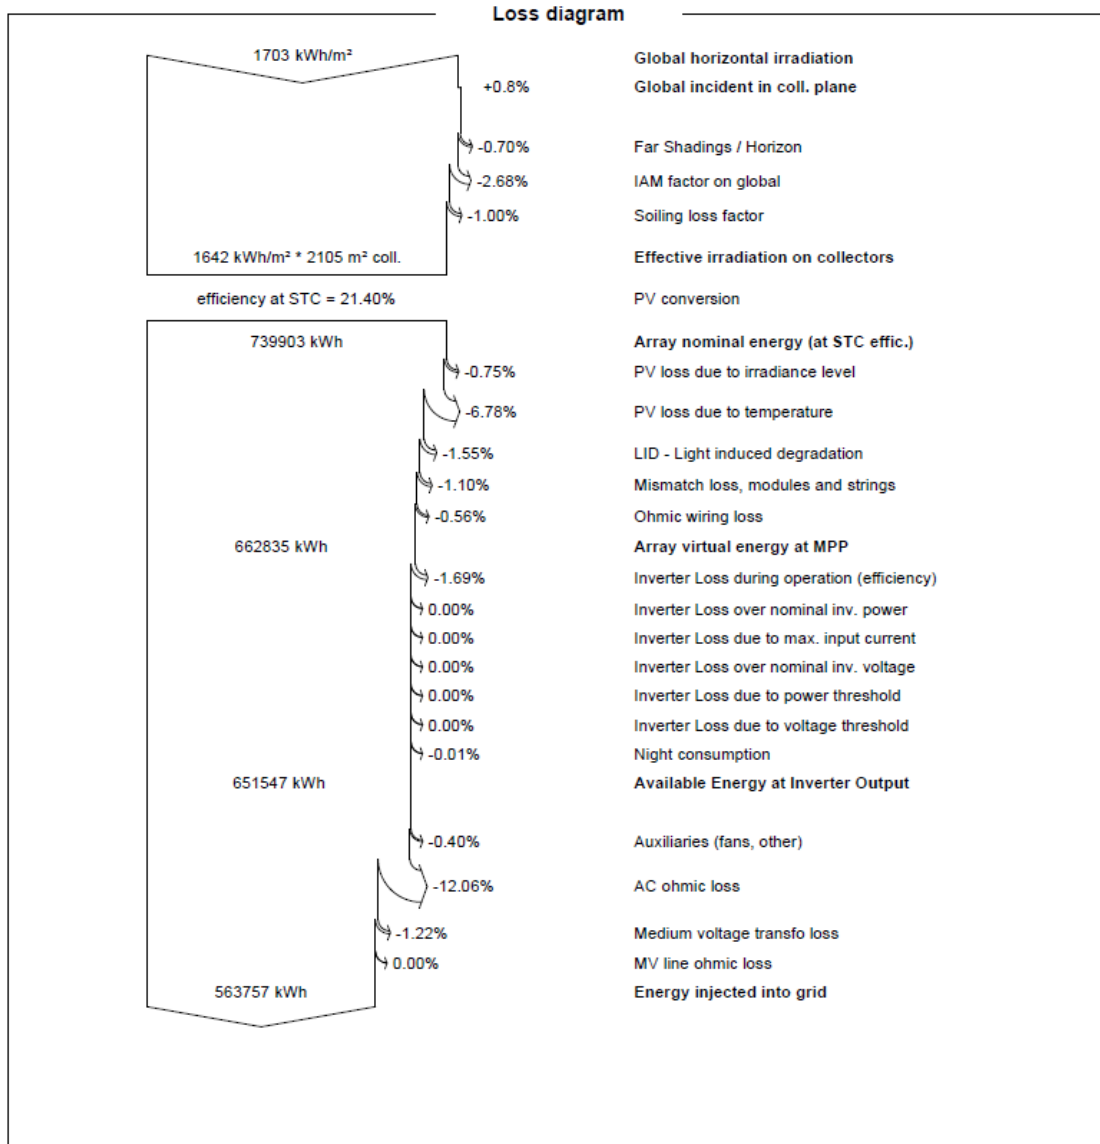 Loss diagram
1703 kWh/m² Global horizontal irradiation
+0.8% Global incident in coll. plane
-0.70% Far Shadings / Horizon
-2.68% IAM factor on global
-1.00% Soiling loss factor
1642 kWh/m² * 2105 m² coll. Effective irradiation on collectors
efficiency at STC = 21.40% PV conversion
739903 kWh Array nominal energy (at STC effic.)
-0.75% PV loss due to irradiance level
-6.78% PV loss due to temperature
-1.55% LID - Light induced degradation
-1.10% Mismatch loss, modules and strings
-0.56% Ohmic wiring loss
662835 kWh Array virtual energy at MPP
-1.69% Inverter Loss during operation (efficiency)
0.00% Inverter Loss over nominal inv. power
0.00% Inverter Loss due to max. input current
0.00% Inverter Loss over nominal inv. voltage
0.00% Inverter Loss due to power threshold
0.00% Inverter Loss due to voltage threshold
-0.01% Night consumption
651547 kWh Available Energy at Inverter Output
-0.40% Auxiliaries (fans, other)
-12.06% AC ohmic loss
-1.22% Medium voltage transfo loss
0.00% MV line ohmic loss
563757 kWh Energy injected into grid